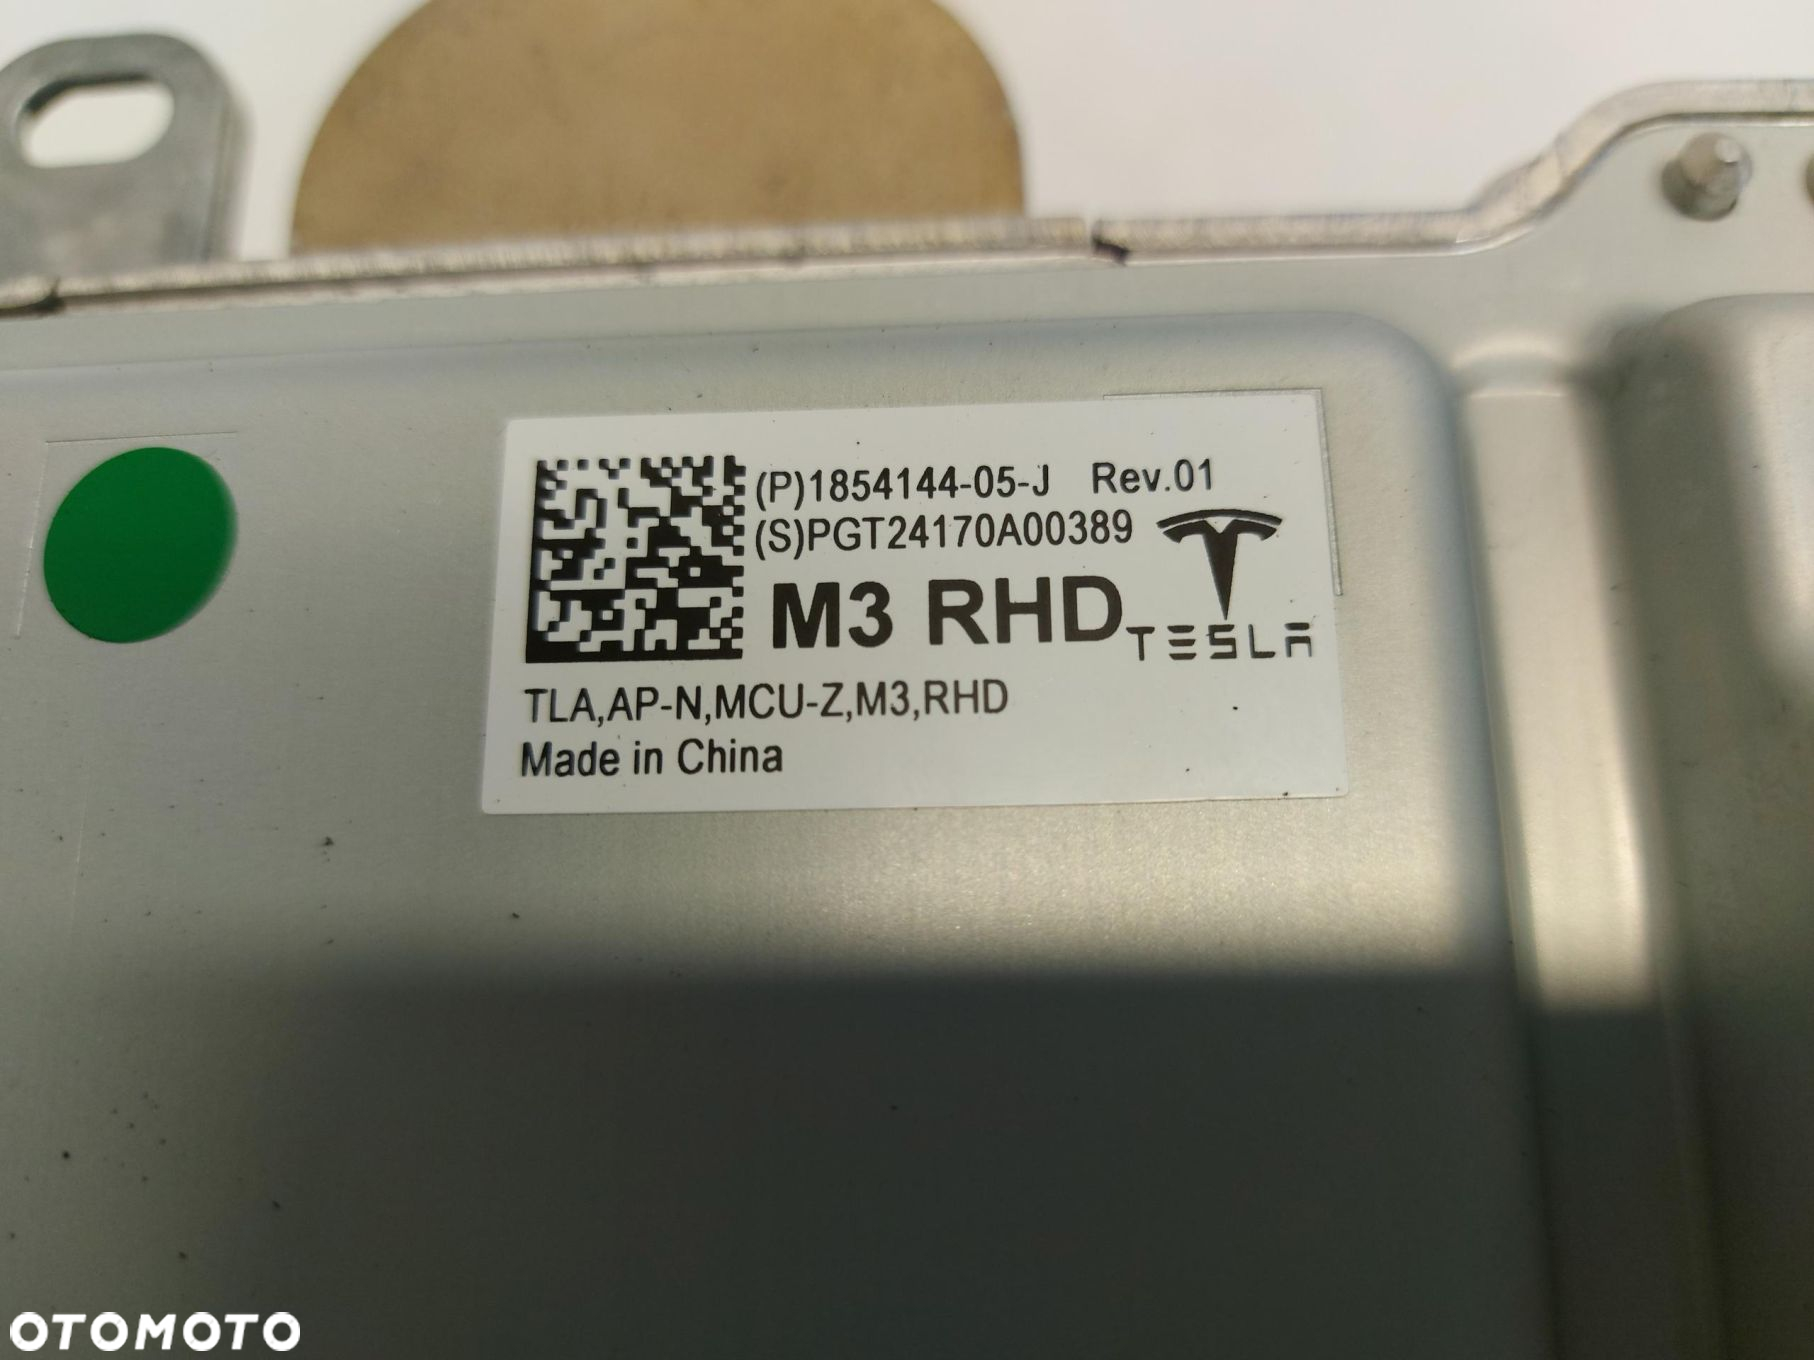 (P)1854144-05-J Rev.01
(S)PGT24170A00389
M3 RHD
TESLA
TLA,AP-N,MCU-Z,M3,RHD
Made in China
OTOMOTO